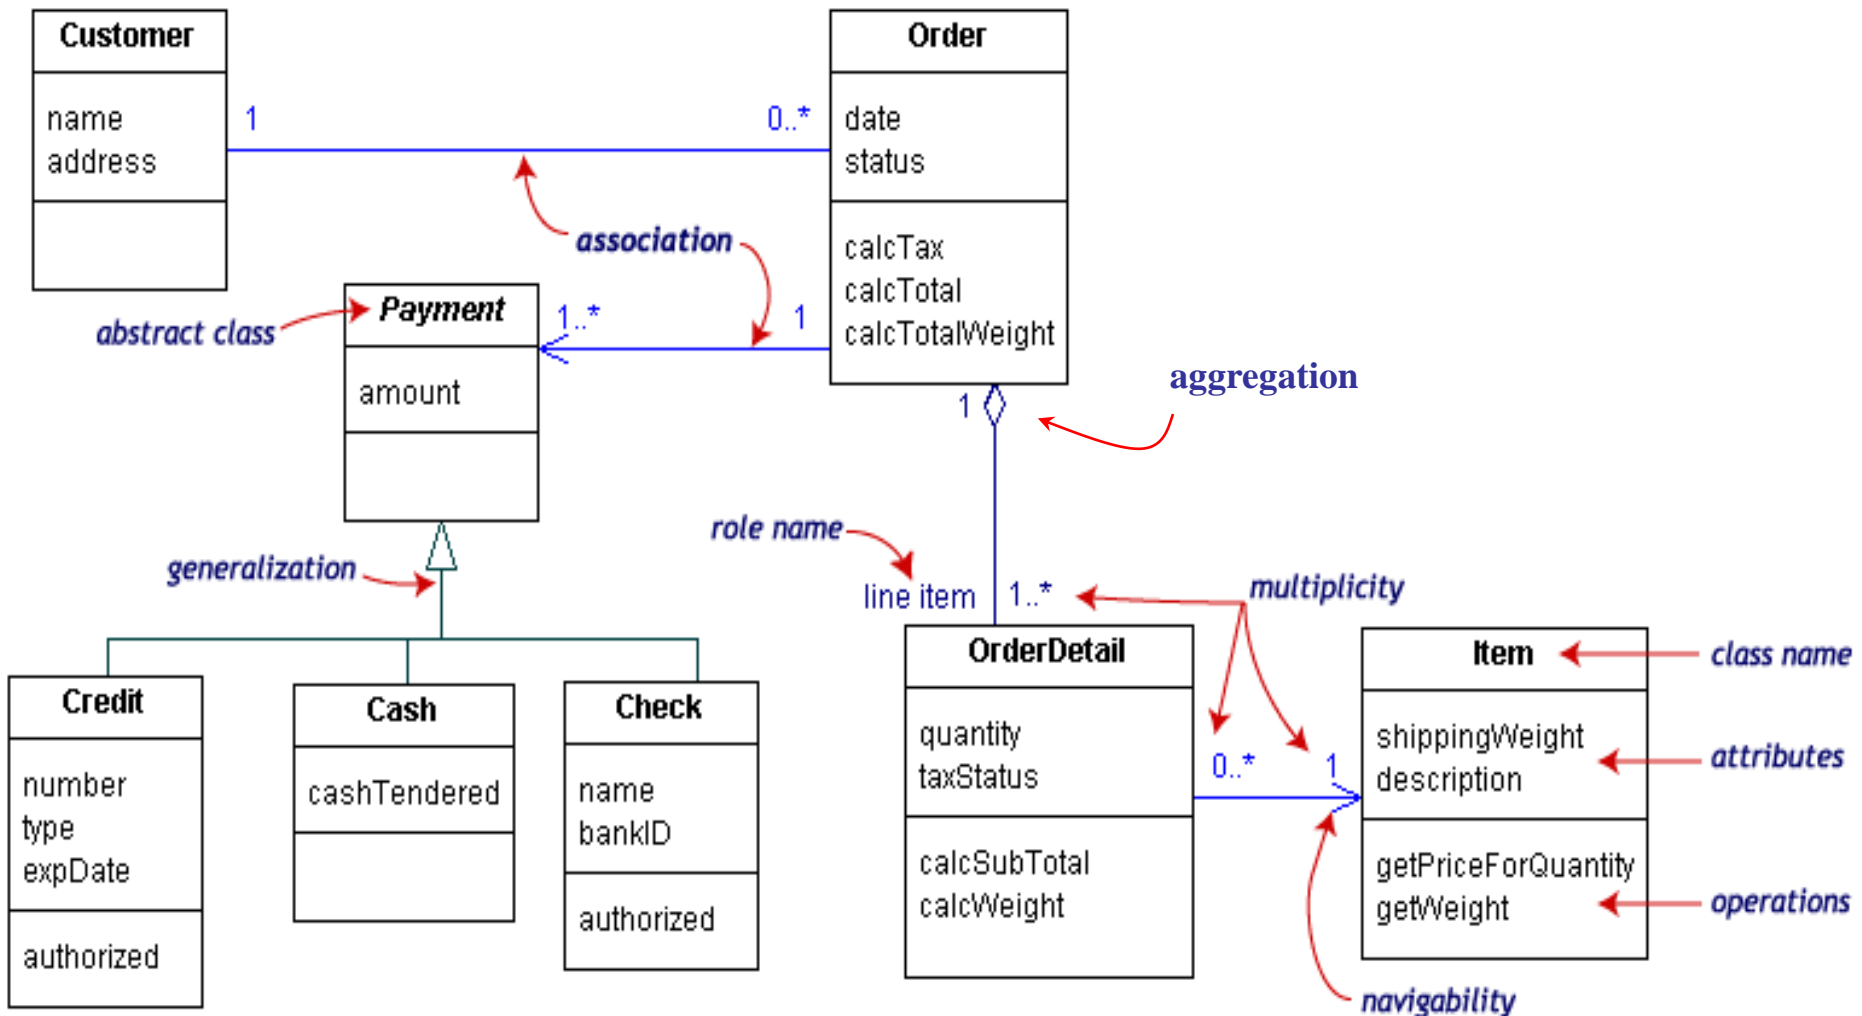 Customer
name
address
1
0..*
Order
date
status
calcTax
calcTotal
calcTotalWeight
association
abstract class
Payment
amount
1..*
1
aggregation
1
generalization
role name
line item
1..*
multiplicity
Credit
number
type
expDate
authorized
Cash
cashTendered
Check
name
bankID
authorized
OrderDetail
quantity
taxStatus
calcSubTotal
calcWeight
0..*
1
Item
shippingWeight
description
getPriceForQuantity
getWeight
class name
attributes
operations
navigability